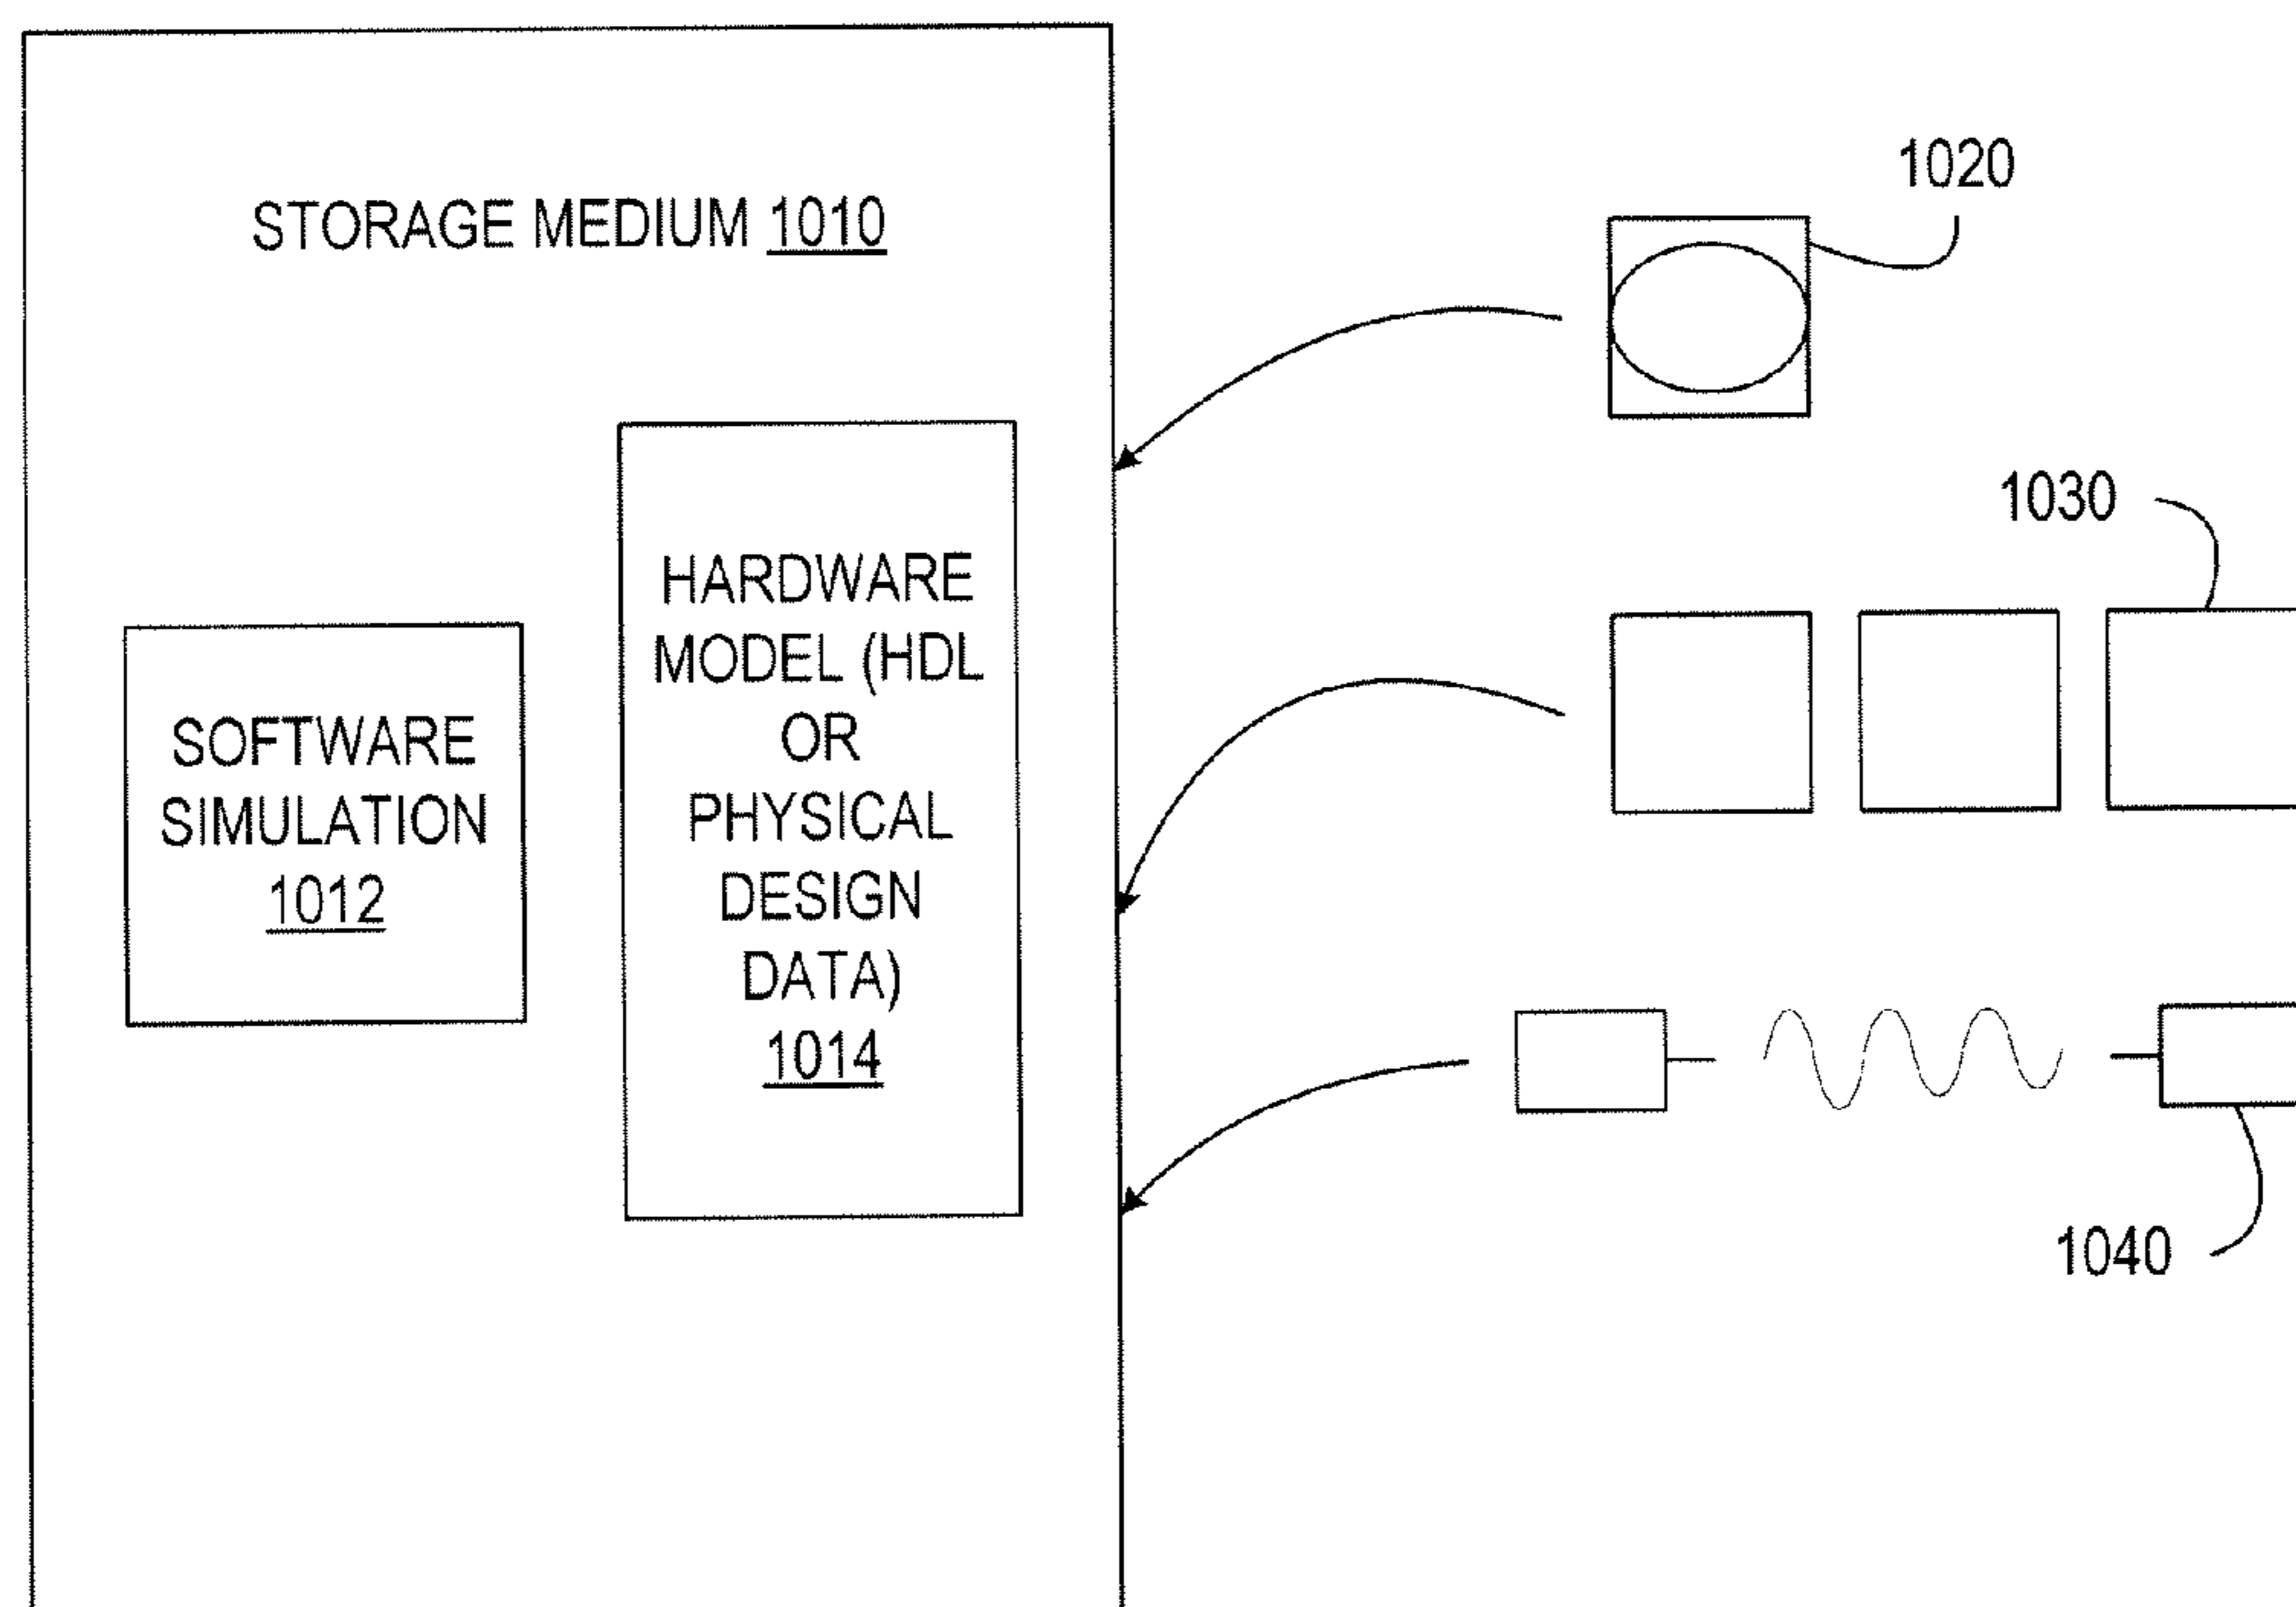 STORAGE MEDIUM 1010
SOFTWARE
SIMULATION
1012
HARDWARE
MODEL (HDL
OR
PHYSICAL
DESIGN
DATA)
1014
1020
1030
1040